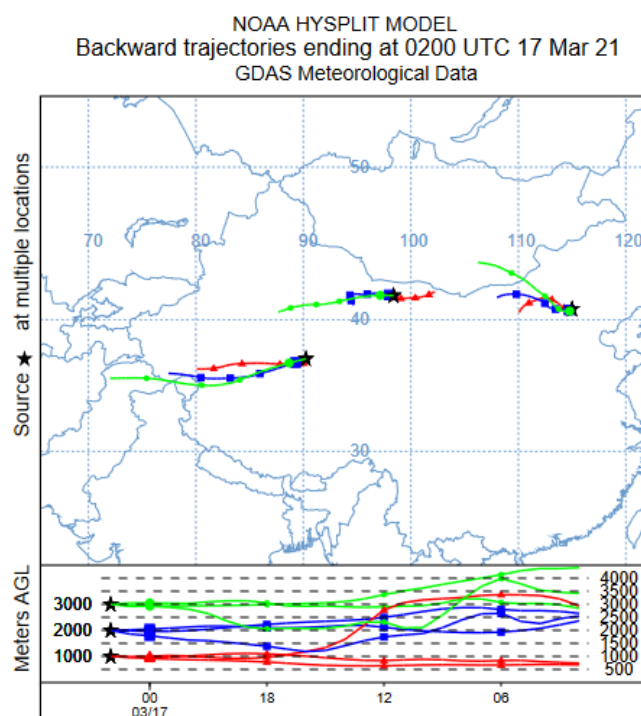 NOAA HYSPLIT MODEL
Backward trajectories ending at 0200 UTC 17 Mar 21
GDAS Meteorological Data
Source ★ at multiple locations
50
70 80 90 100 110 120
40
30
Meters AGL
3000
2000
1000
4000
3500
3000
2500
2000
1500
1000
500
00 18 12 06
03/17